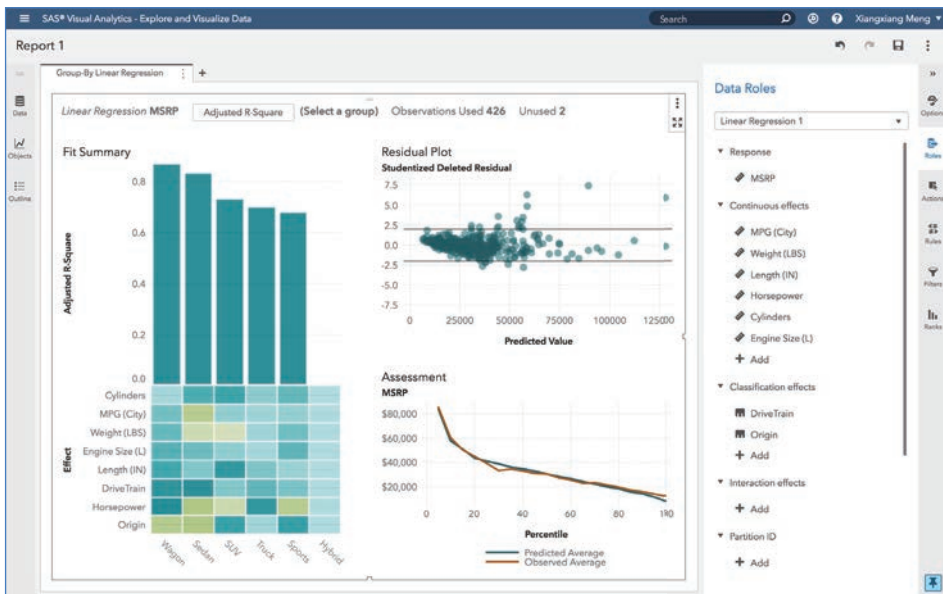 SAS® Visual Analytics - Explore and Visualize Data
Search
Xiangxiang Meng
Report 1
Group-By Linear Regression
Data
Objects
Outline
Linear Regression MSRP
Adjusted R-Square
(Select a group)
Observations Used 426
Unused 2
Fit Summary
Adjusted R-Square
0.8
0.6
0.4
0.2
0.0
Effect
Cylinders
MPG (City)
Weight (LBS)
Engine Size (L)
Length (IN)
DriveTrain
Horsepower
Origin
Wagon
Sedan
SUV
Truck
Sports
Hybrid
Residual Plot
Studentized Deleted Residual
7.5
5.0
2.5
0.0
-2.5
-5.0
-7.5
0 25000 50000 75000 100000 125000
Predicted Value
Assessment
MSRP
$80,000
$60,000
$40,000
$20,000
0 20 40 60 80 100
Percentile
Predicted Average
Observed Average
Data Roles
Linear Regression 1
Response
MSRP
Continuous effects
MPG (City)
Weight (LBS)
Length (IN)
Horsepower
Cylinders
Engine Size (L)
+ Add
Classification effects
DriveTrain
Origin
+ Add
Interaction effects
+ Add
Partition ID
+ Add
Option
Roles
Actions
Rules
Filters
Ranks